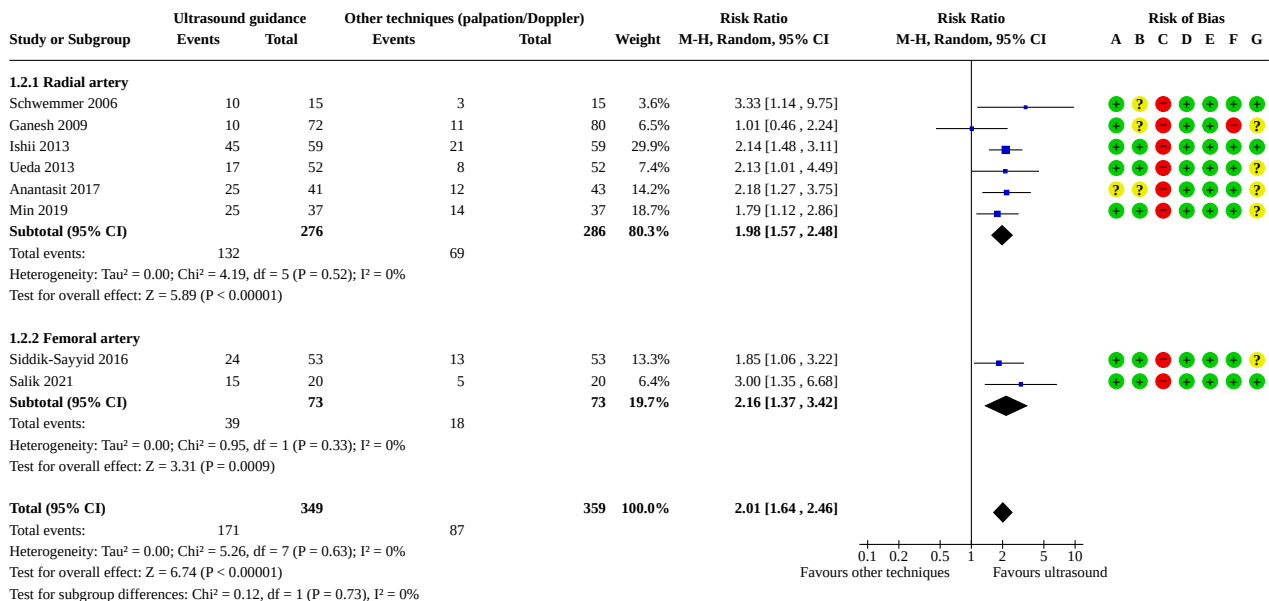 Ultrasound guidance Other techniques (palpation/Doppler) Risk Ratio Risk Ratio Risk of Bias
Study or Subgroup Events Total Events Total Weight M-H, Random, 95% CI M-H, Random, 95% CI A B C D E F G
1.2.1 Radial artery
Schwemmer 2006 10 15 3 15 3.6% 3.33 [1.14 , 9.75] + ? − + + + +
Ganesh 2009 10 72 11 80 6.5% 1.01 [0.46 , 2.24] + ? − + + − ?
Ishii 2013 45 59 21 59 29.9% 2.14 [1.48 , 3.11] + + − + + + +
Ueda 2013 17 52 8 52 7.4% 2.13 [1.01 , 4.49] + + − + + + ?
Anantasit 2017 25 41 12 43 14.2% 2.18 [1.27 , 3.75] ? ? − + + + ?
Min 2019 25 37 14 37 18.7% 1.79 [1.12 , 2.86] + + − + + + ?
Subtotal (95% CI) 276 286 80.3% 1.98 [1.57 , 2.48]
Total events: 132 69
Heterogeneity: Tau² = 0.00; Chi² = 4.19, df = 5 (P = 0.52); I² = 0%
Test for overall effect: Z = 5.89 (P < 0.00001)
1.2.2 Femoral artery
Siddik-Sayyid 2016 24 53 13 53 13.3% 1.85 [1.06 , 3.22] + + − + + + ?
Salik 2021 15 20 5 20 6.4% 3.00 [1.35 , 6.68] + + − + + + +
Subtotal (95% CI) 73 73 19.7% 2.16 [1.37 , 3.42]
Total events: 39 18
Heterogeneity: Tau² = 0.00; Chi² = 0.95, df = 1 (P = 0.33); I² = 0%
Test for overall effect: Z = 3.31 (P = 0.0009)
Total (95% CI) 349 359 100.0% 2.01 [1.64 , 2.46]
Total events: 171 87
Heterogeneity: Tau² = 0.00; Chi² = 5.26, df = 7 (P = 0.63); I² = 0%
0.1 0.2 0.5 1 2 5 10
Test for overall effect: Z = 6.74 (P < 0.00001) Favours other techniques Favours ultrasound
Test for subgroup differences: Chi² = 0.12, df = 1 (P = 0.73), I² = 0%